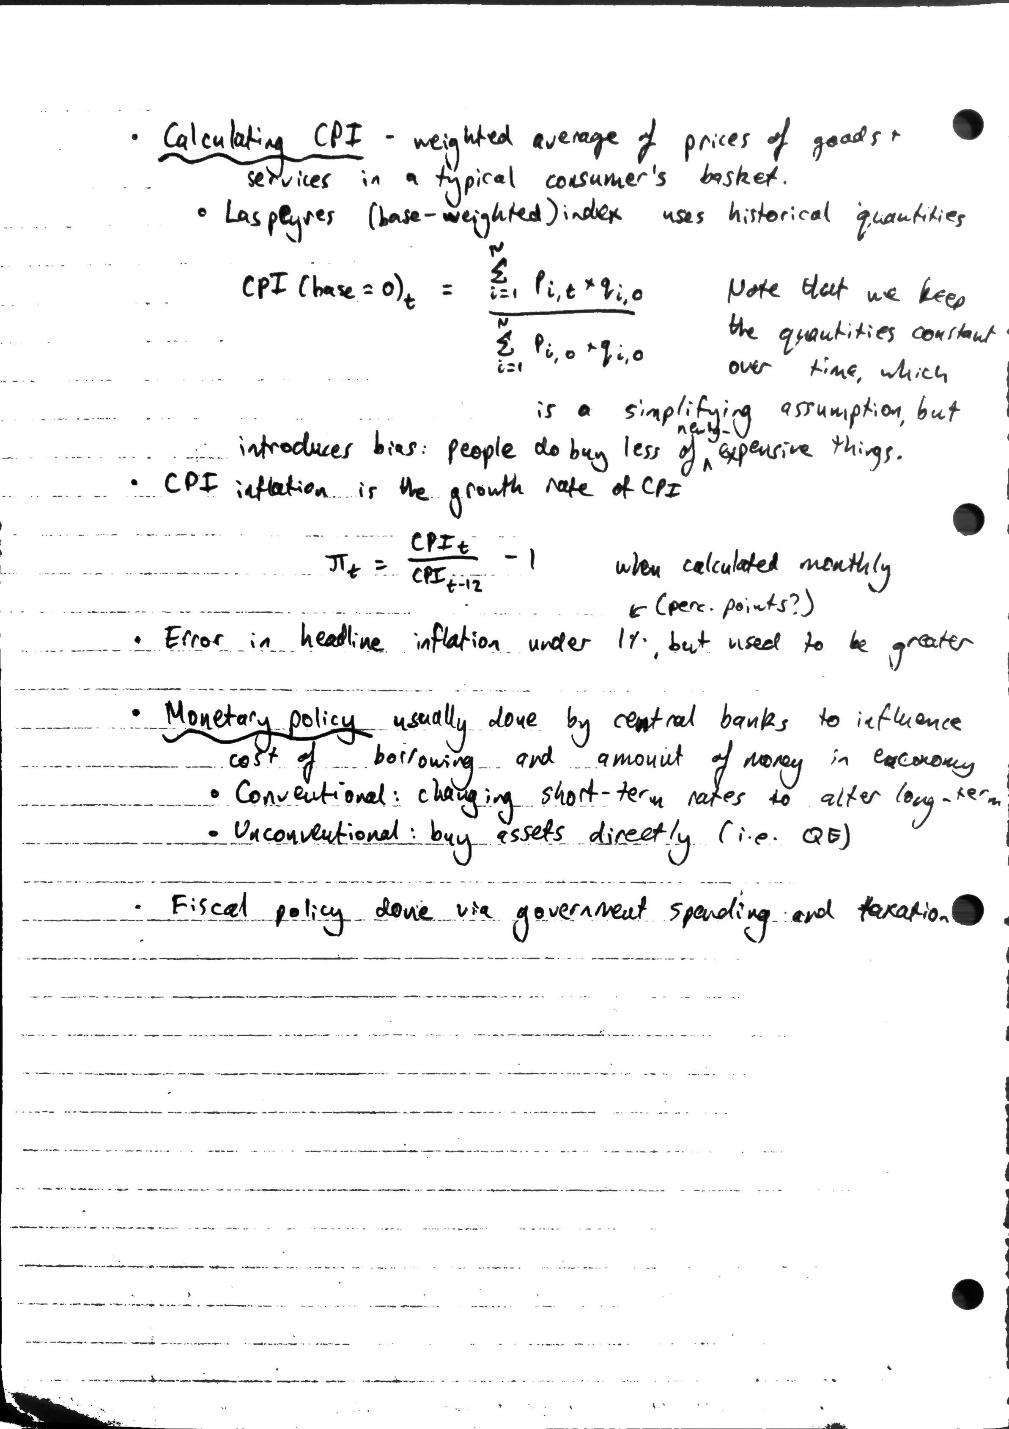 • Calculating CPI - weighted average of prices of goods +
services in a typical consumer's basket.
• Laspeyres (base-weighted) index uses historical quantities
CPI (base = 0)_t = \frac{\sum_{i=1}^{N} P_{i,t} × q_{i,0}}{\sum_{i=1}^{N} P_{i,0} × q_{i,0}}
Note that we keep
the quantities constant
over time, which
is a simplifying assumption, but
introduces bias: people do buy less of newly-expensive things.
• CPI inflation is the growth rate of CPI
π_t = \frac{CPI_t}{CPI_{t-12}} - 1 when calculated monthly
← (perc. points?)
• Error in headline inflation under 1%, but used to be greater
• Monetary policy usually done by central banks to influence
cost of borrowing and amount of money in economy
• Conventional: changing short-term rates to alter long-term
• Unconventional: buy assets directly (i.e. QE)
• Fiscal policy done via government spending and taxation